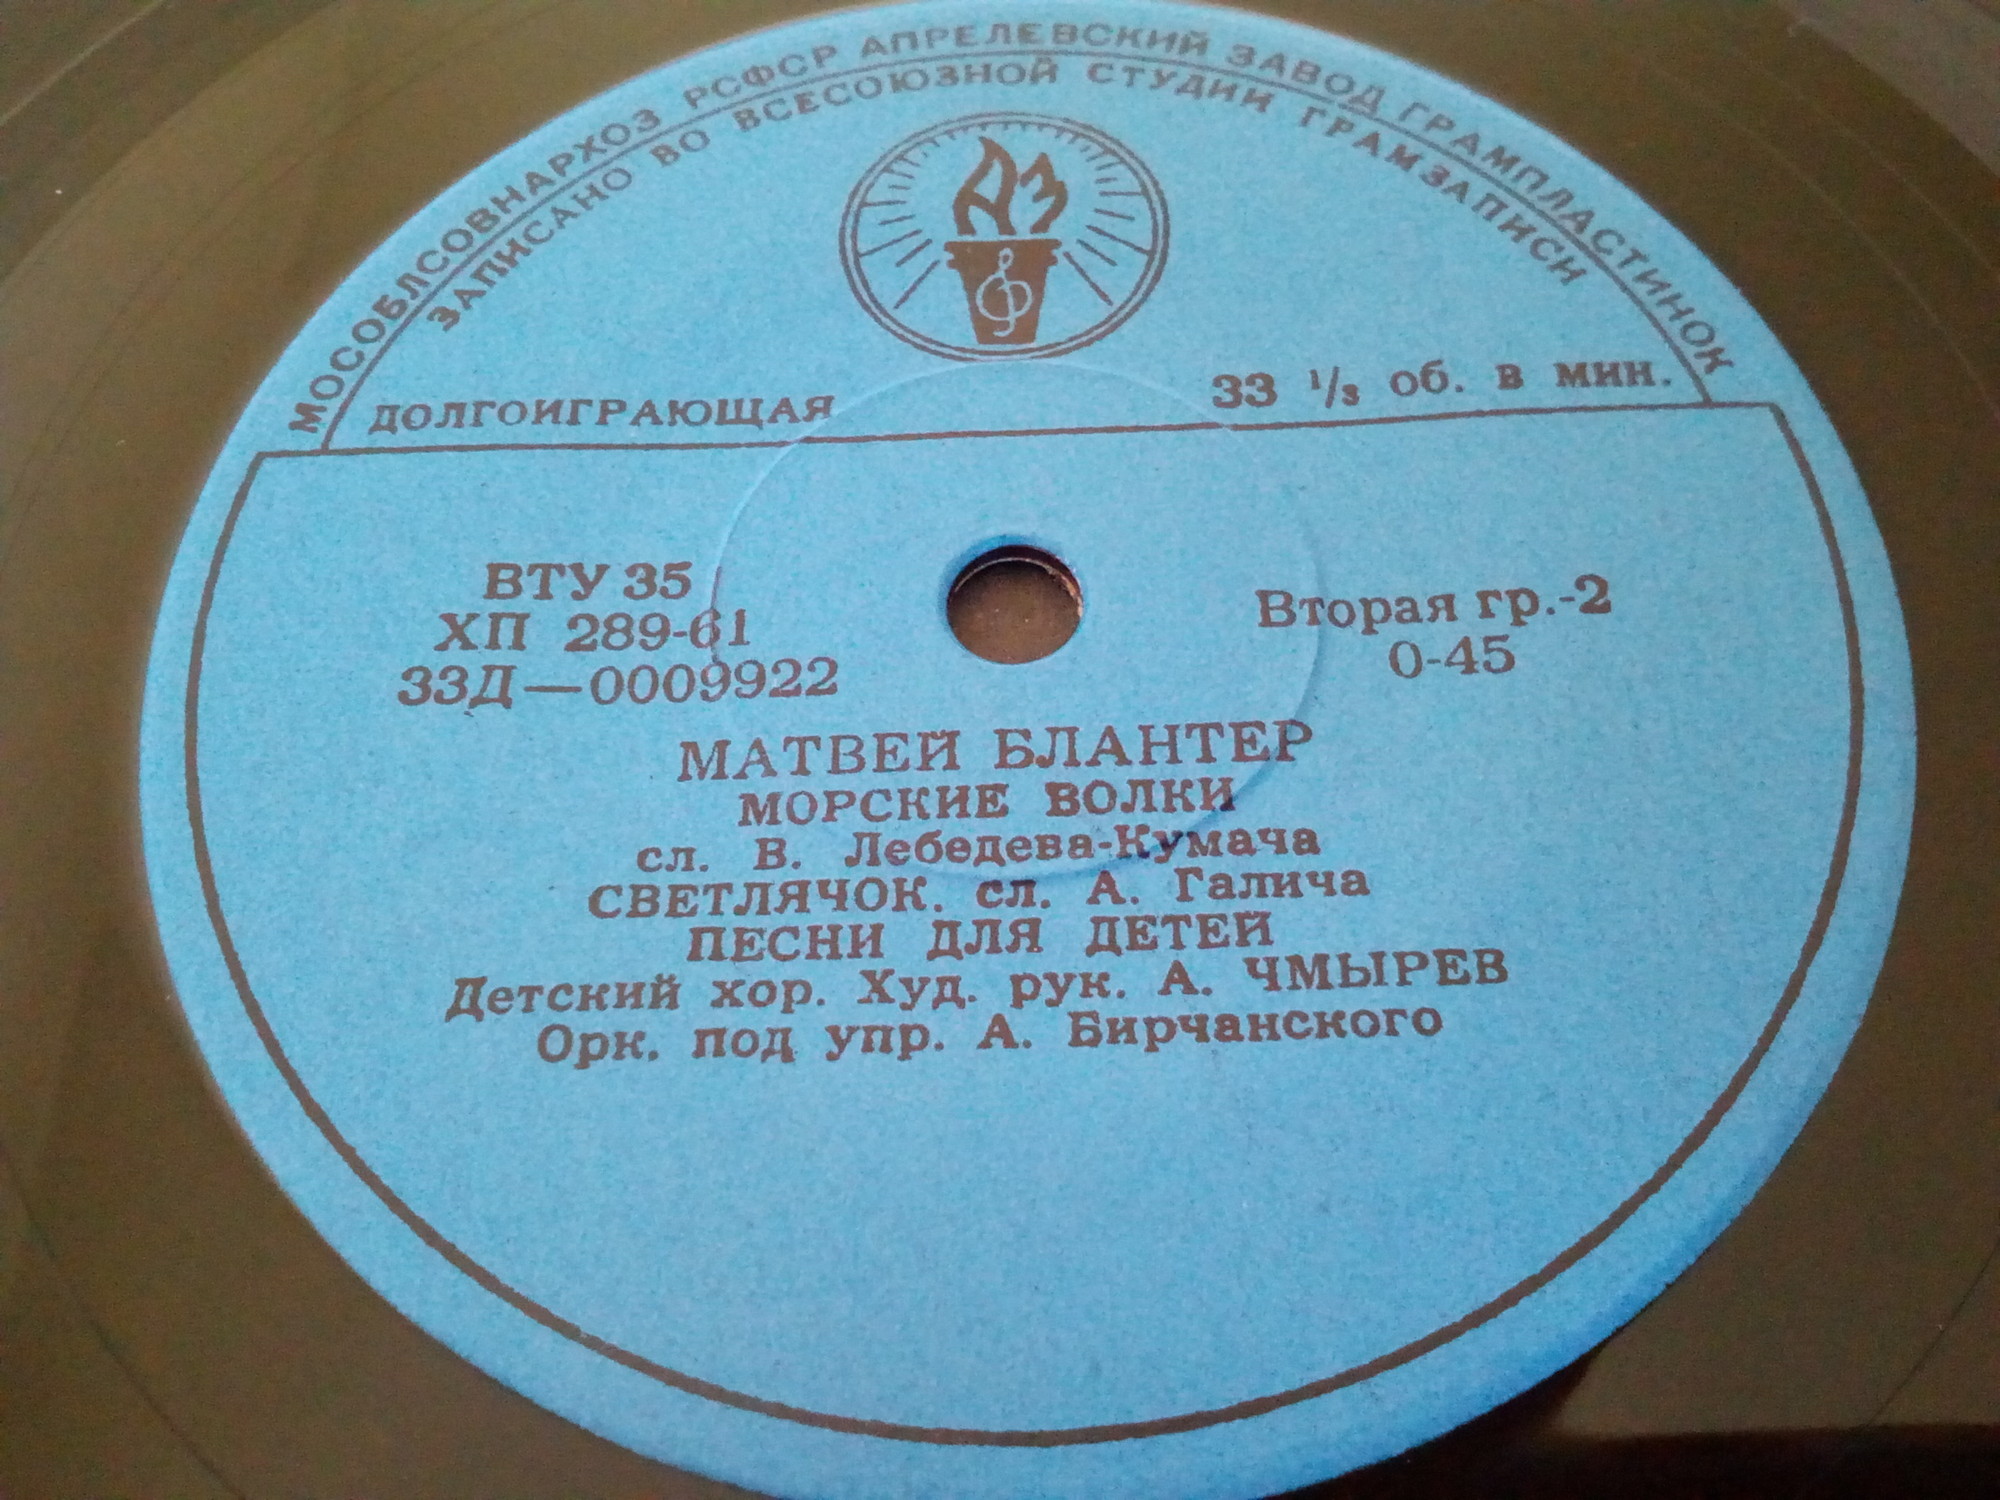 МОСОБЛСОВНАРХОЗ РСФСР АПРЕЛЕВСКИЙ ЗАВОД ГРАМПЛАСТИНОК
ЗАПИСАНО ВО ВСЕСОЮЗНОЙ СТУДИИ ГРАМЗАПИСИ
АЗ
ДОЛГОИГРАЮЩАЯ 33 1/3 об. в мин.
ВТУ 35
ХП 289-61
33Д—0009922
Вторая гр.-2
0-45
МАТВЕЙ БЛАНТЕР
МОРСКИЕ ВОЛКИ
сл. В. Лебедева-Кумача
СВЕТЛЯЧОК. сл. А. Галича
ПЕСНИ ДЛЯ ДЕТЕЙ
Детский хор. Худ. рук. А. ЧМЫРЕВ
Орк. под упр. А. Бирчанского